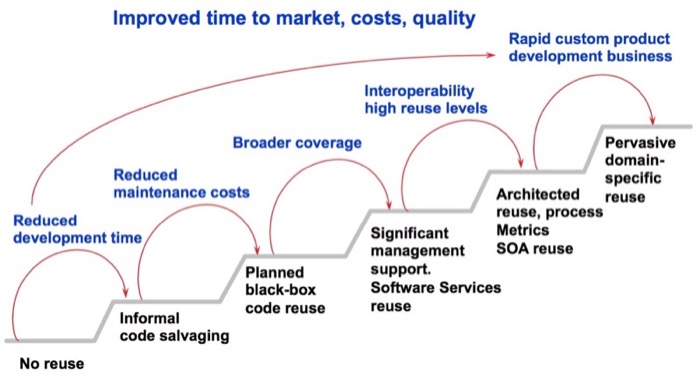 Improved time to market, costs, quality
Rapid custom product
development business
Interoperability
high reuse levels
Broader coverage
Reduced
maintenance costs
Reduced
development time
No reuse
Informal
code salvaging
Planned
black-box
code reuse
Significant
management
support.
Software Services
reuse
Architected
reuse, process
Metrics
SOA reuse
Pervasive
domain-
specific
reuse